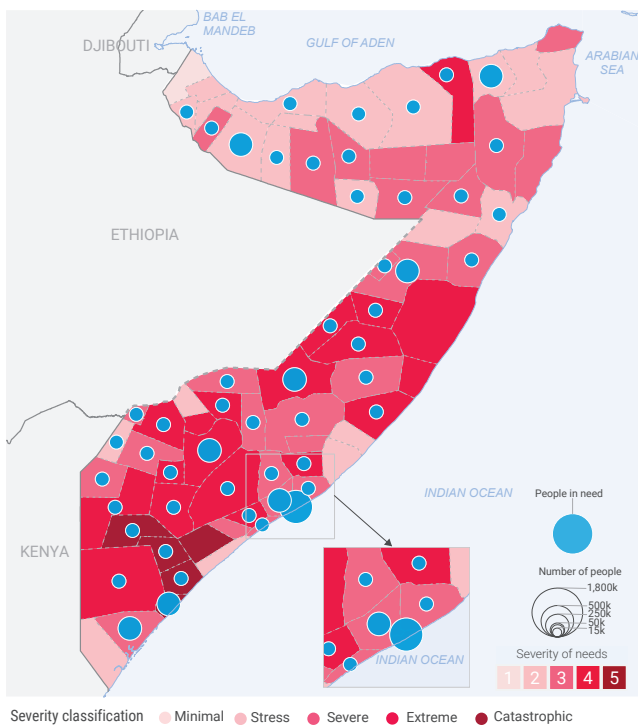 BAB EL
MANDEB
DJIBOUTI
GULF OF ADEN
ARABIAN
SEA
ETHIOPIA
INDIAN OCEAN
People in need
KENYA
Number of people
1,800k
500k
250k
50k
15k
INDIAN OCEAN
Severity of needs
1 2 3 4 5
Severity classification Minimal Stress Severe Extreme Catastrophic